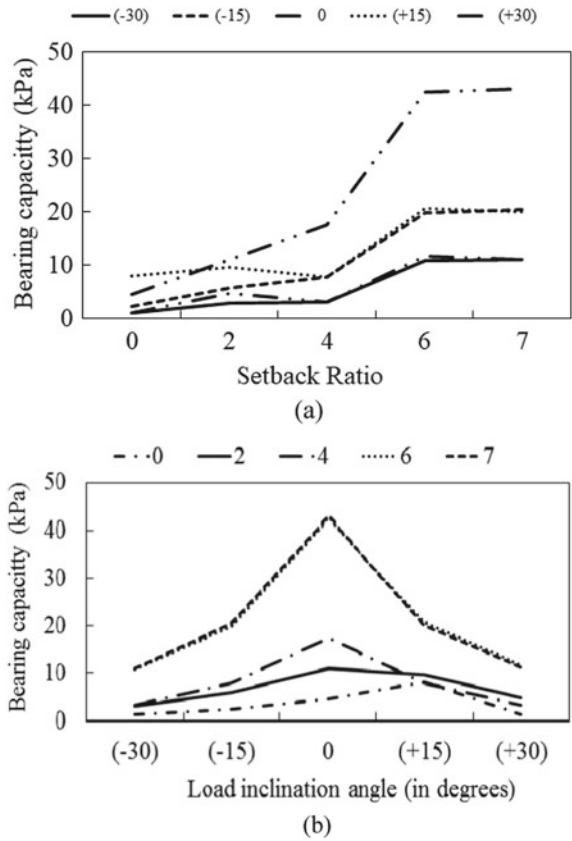 (-30) (-15) 0 (+15) (+30)
50
40
30
20
10
0
Bearing capacitty (kPa)
0 2 4 6 7
Setback Ratio
(a)
0 2 4 6 7
50
40
30
20
10
0
Bearing capacitty (kPa)
(-30) (-15) 0 (+15) (+30)
Load inclination angle (in degrees)
(b)